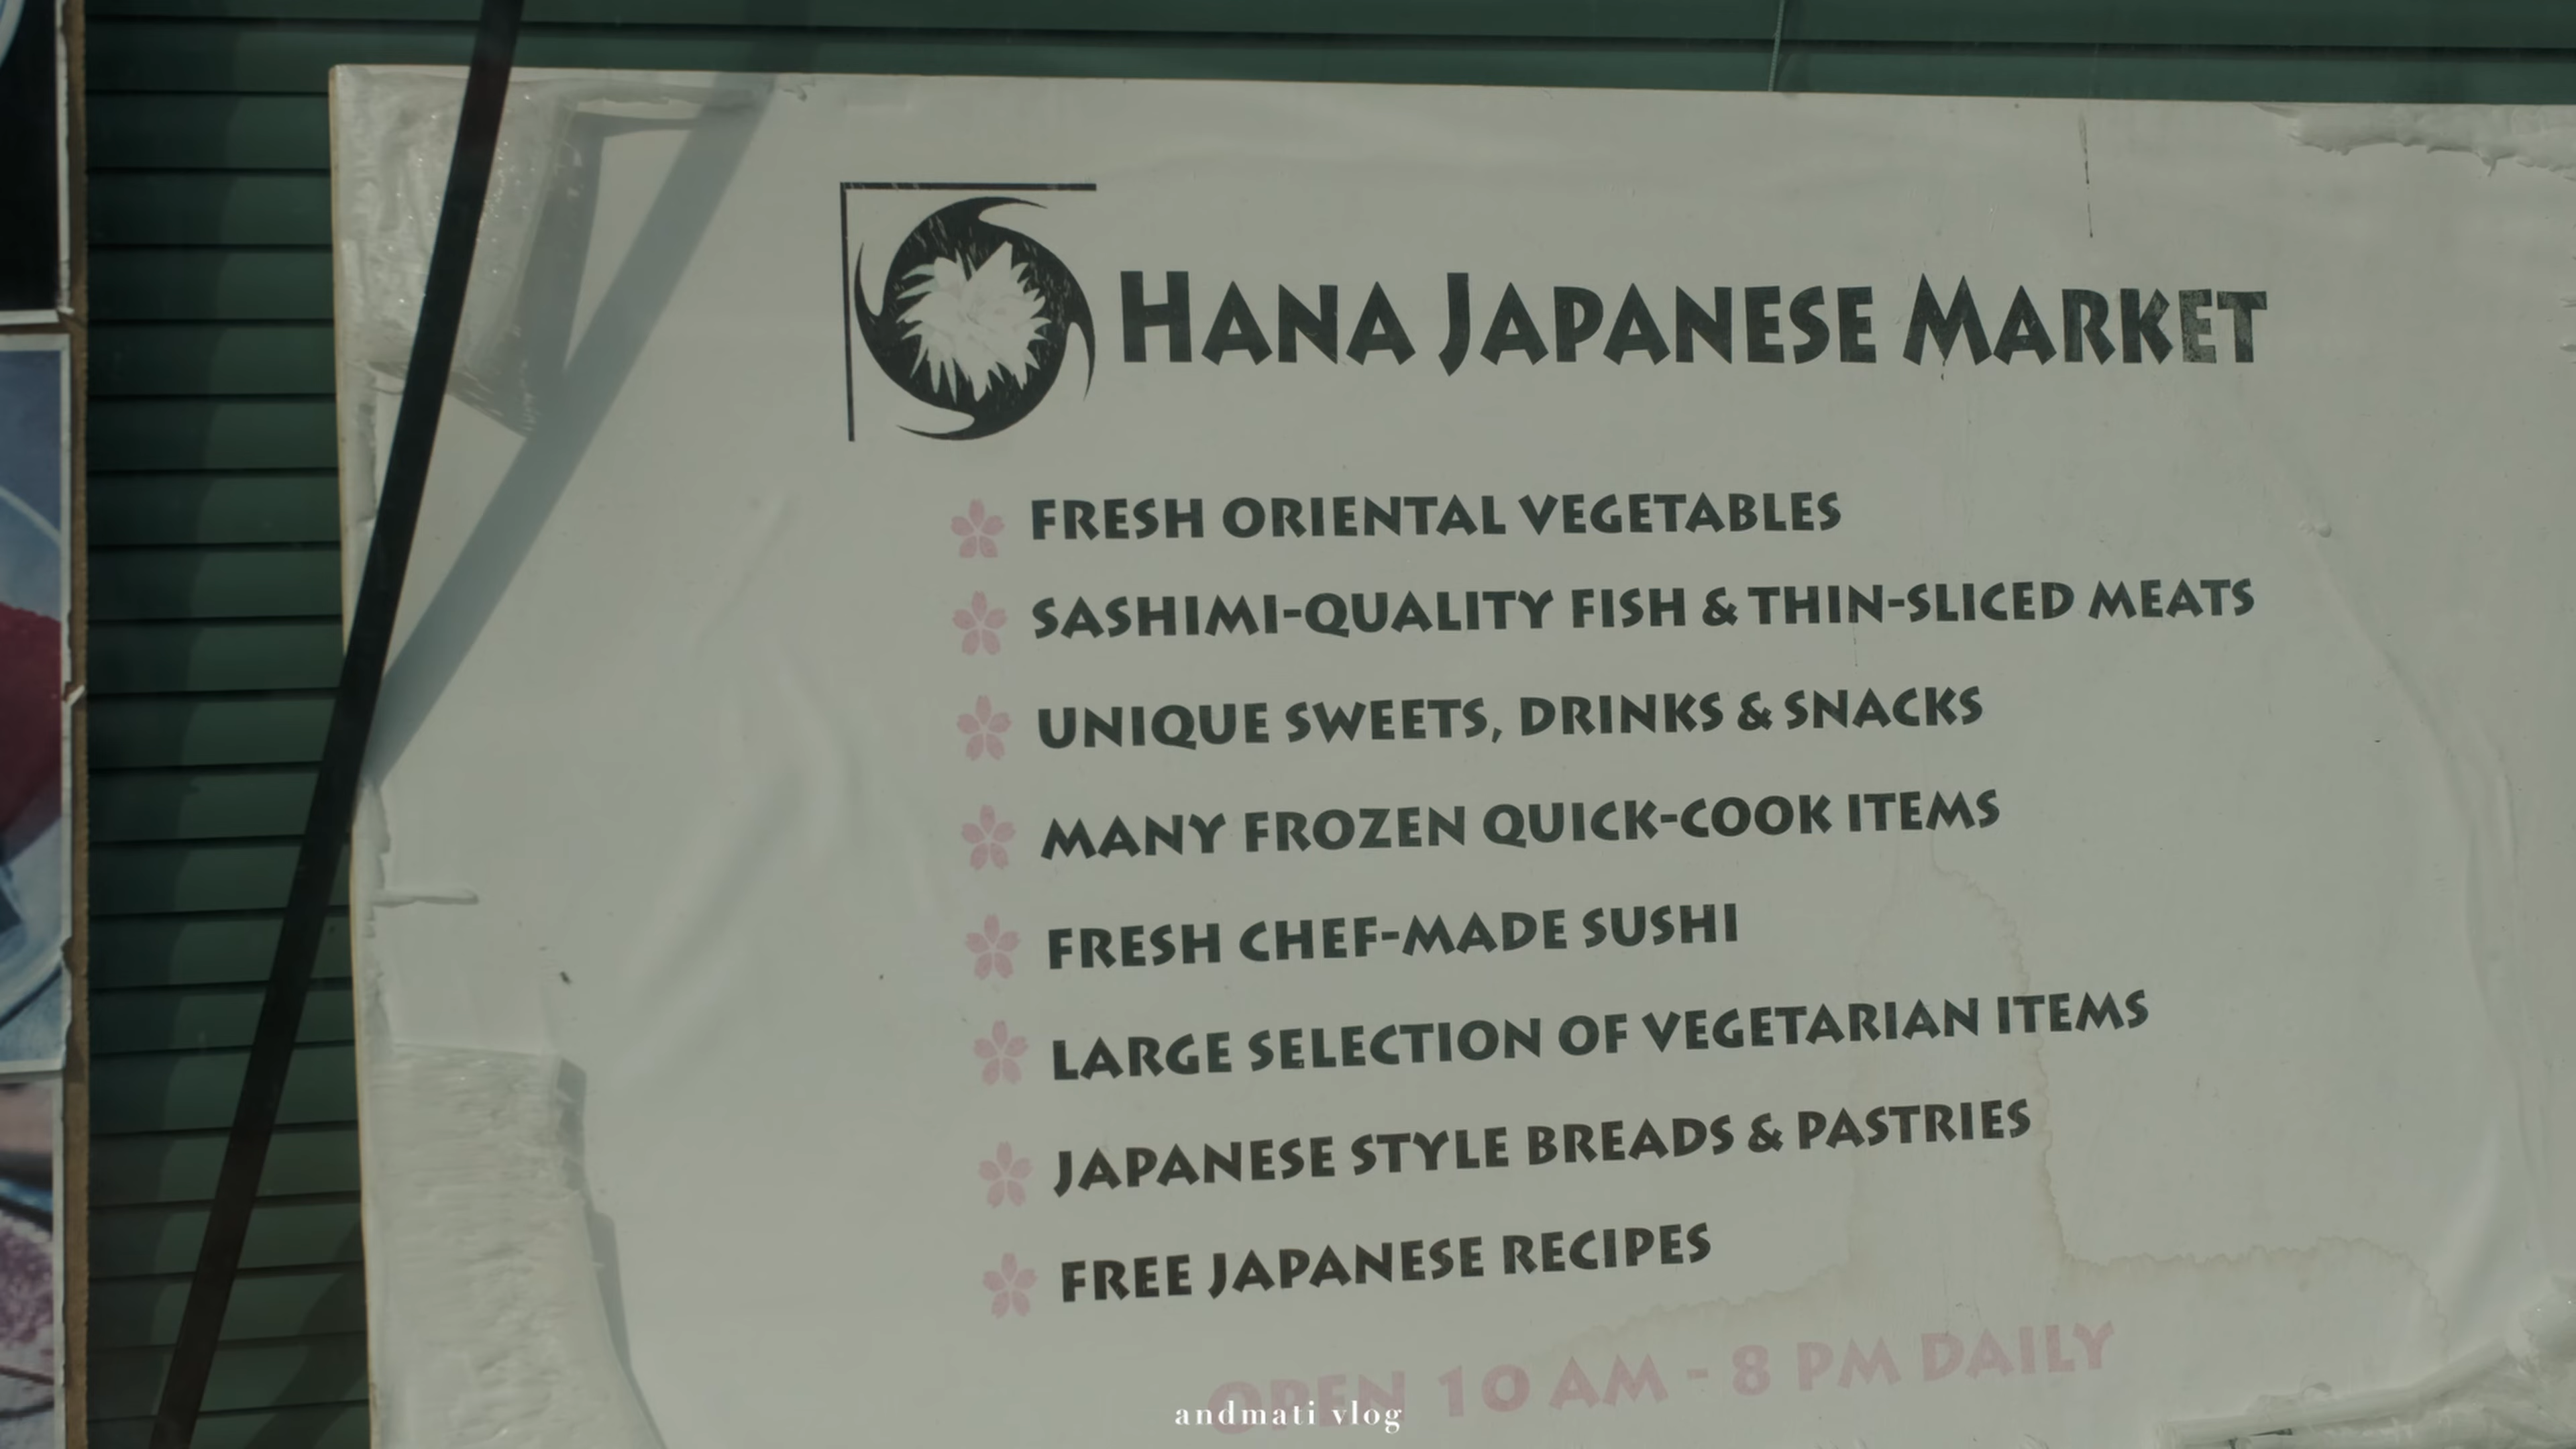 HANA JAPANESE MARKET
FRESH ORIENTAL VEGETABLES
SASHIMI-QUALITY FISH & THIN-SLICED MEATS
UNIQUE SWEETS, DRINKS & SNACKS
MANY FROZEN QUICK-COOK ITEMS
FRESH CHEF-MADE SUSHI
LARGE SELECTION OF VEGETARIAN ITEMS
JAPANESE STYLE BREADS & PASTRIES
FREE JAPANESE RECIPES
OPEN 10 AM - 8 PM DAILY
andmati vlog